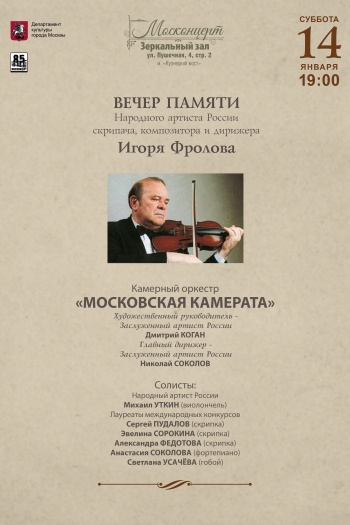 Департамент
культуры
города Москвы
85 лет
Москонцерт
Зеркальный зал
ул. Пушечная, 4, стр. 2
м «Кузнецкий мост»
СУББОТА
14
ЯНВАРЯ
19:00
ВЕЧЕР ПАМЯТИ
Народного артиста России
скрипача, композитора и дирижера
Игоря Фролова
Камерный оркестр
«МОСКОВСКАЯ КАМЕРАТА»
Художественный руководитель -
Заслуженный артист России
Дмитрий КОГАН
Главный дирижер -
Заслуженный артист России
Николай СОКОЛОВ
Солисты:
Народный артист России
Михаил УТКИН (виолончель)
Лауреаты международных конкурсов
Сергей ПУДАЛОВ (скрипка)
Эвелина СОРОКИНА (скрипка)
Александра ФЕДОТОВА (скрипка)
Анастасия СОКОЛОВА (фортепиано)
Светлана УСАЧЁВА (гобой)